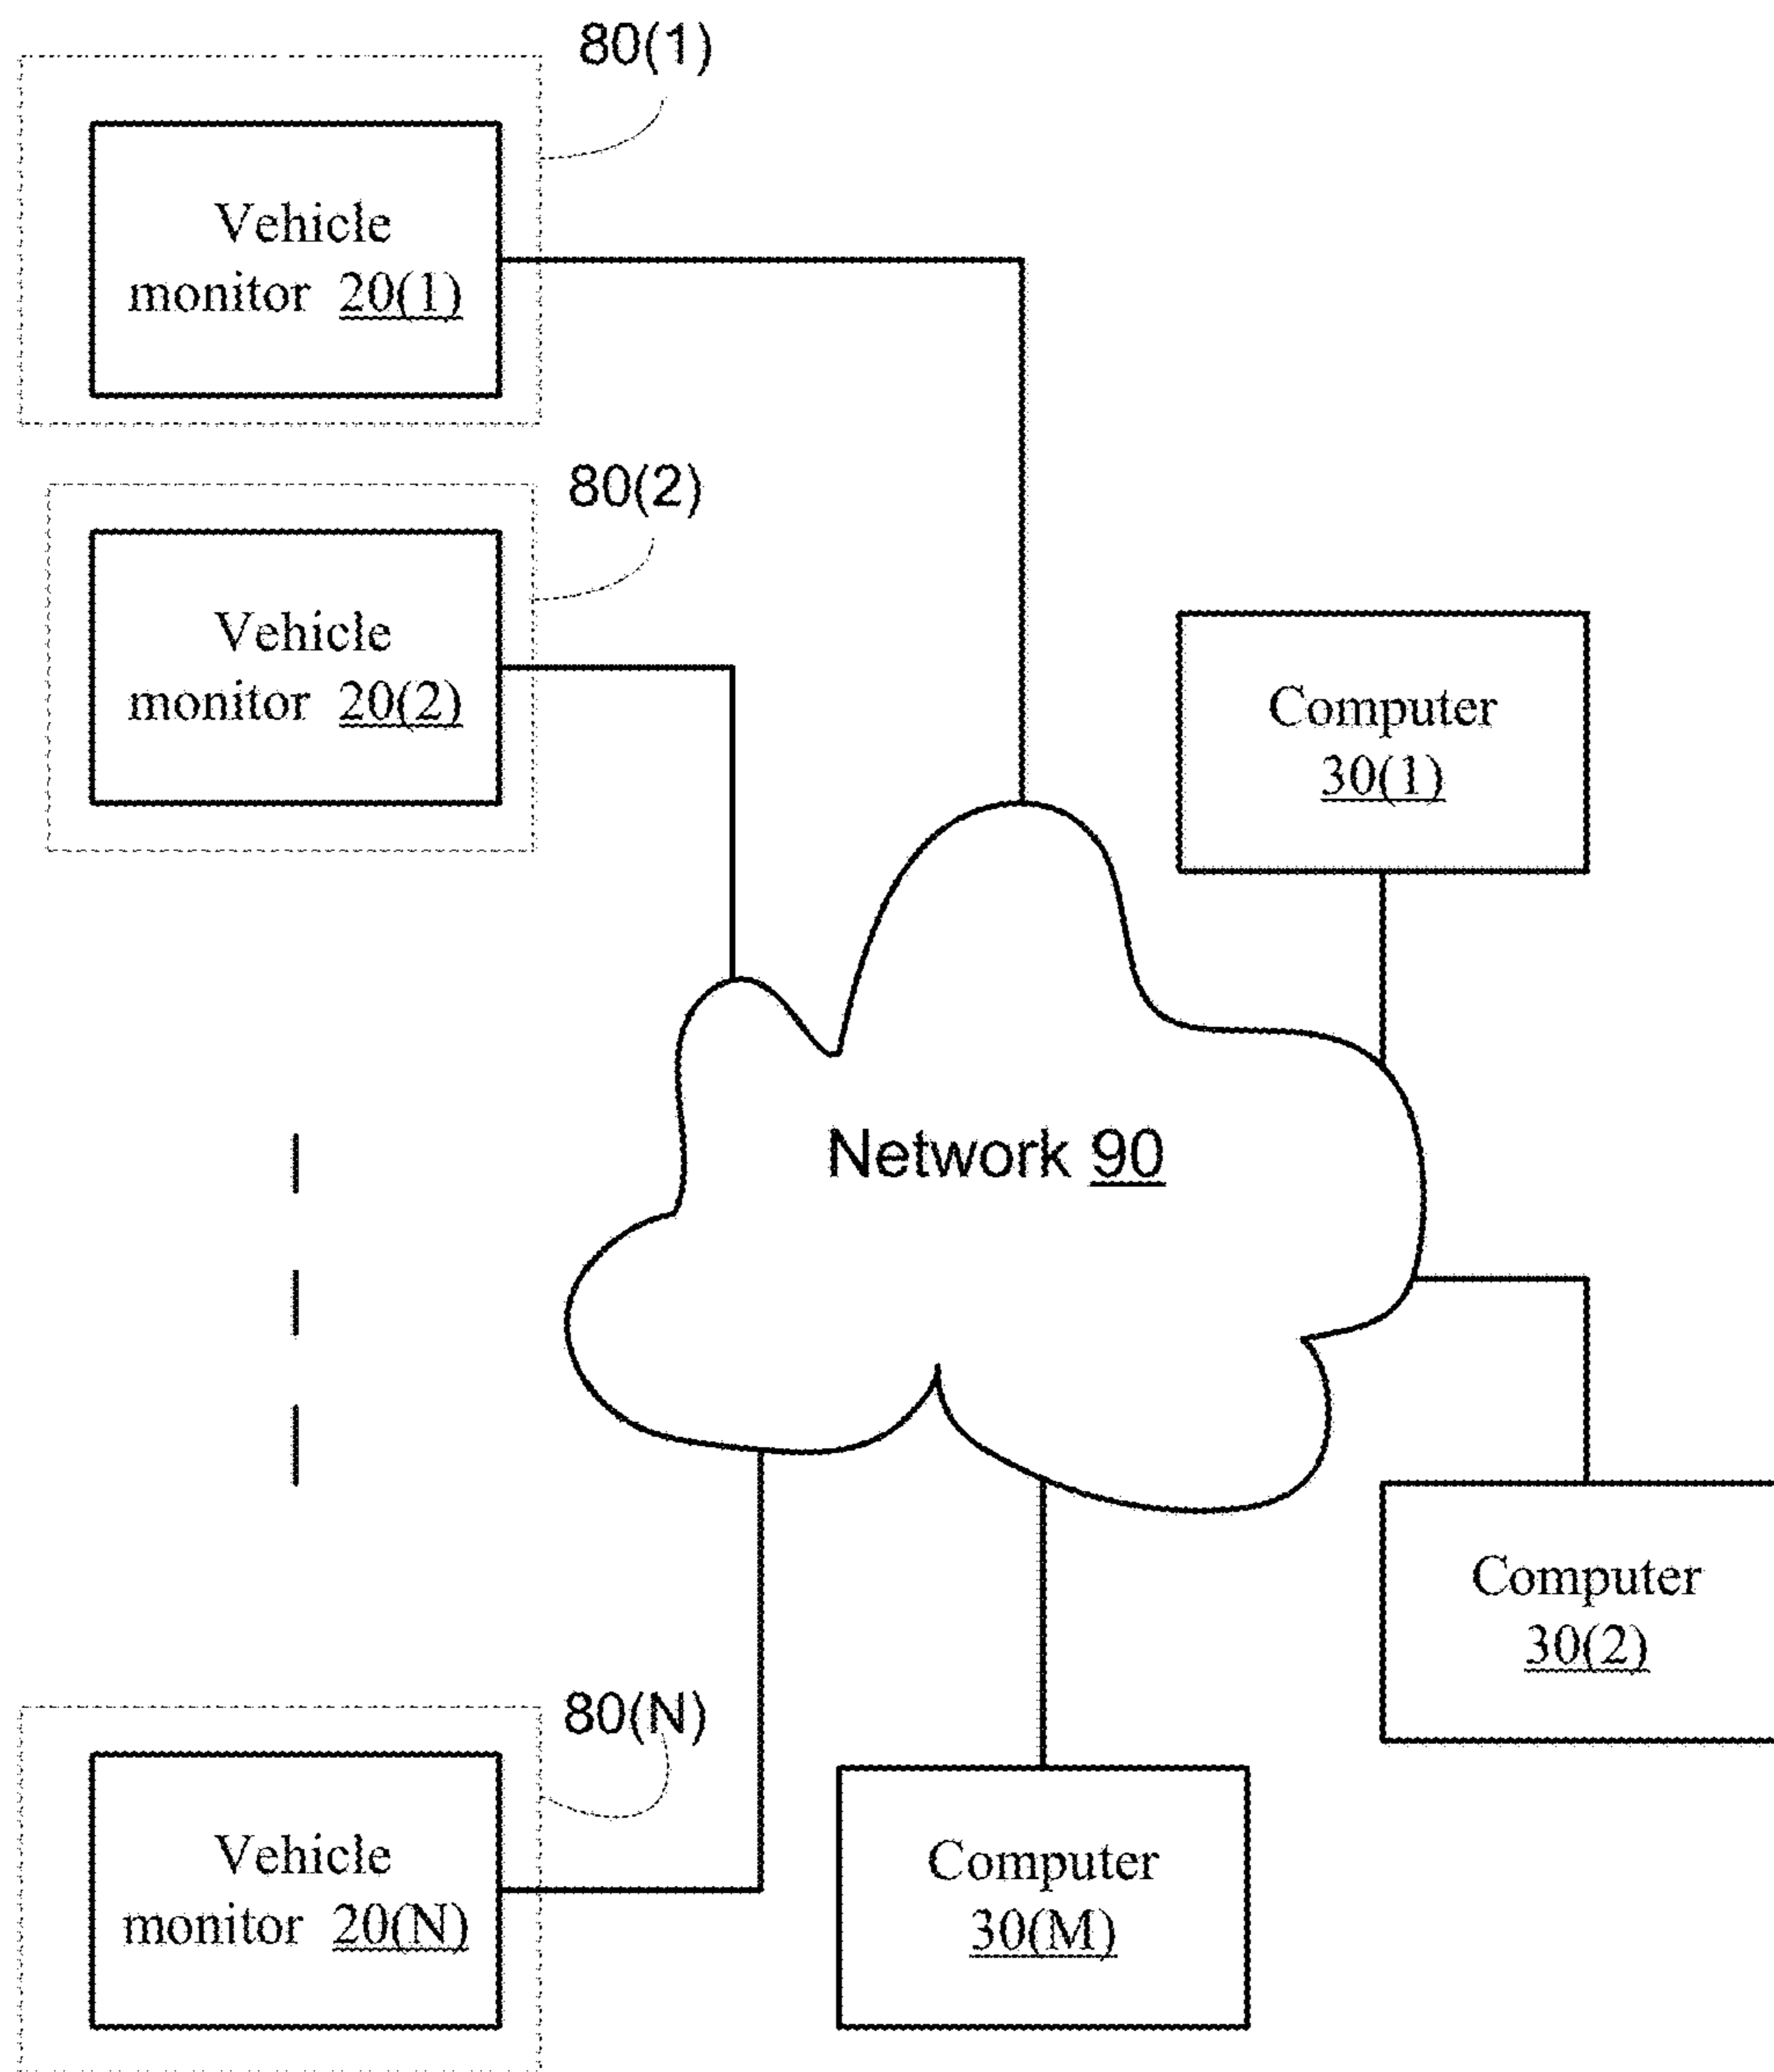 80(1)
Vehicle
monitor 20(1)
80(2)
Vehicle
monitor 20(2)
Computer
30(1)
Network 90
Computer
30(2)
80(N)
Vehicle
monitor 20(N)
Computer
30(M)